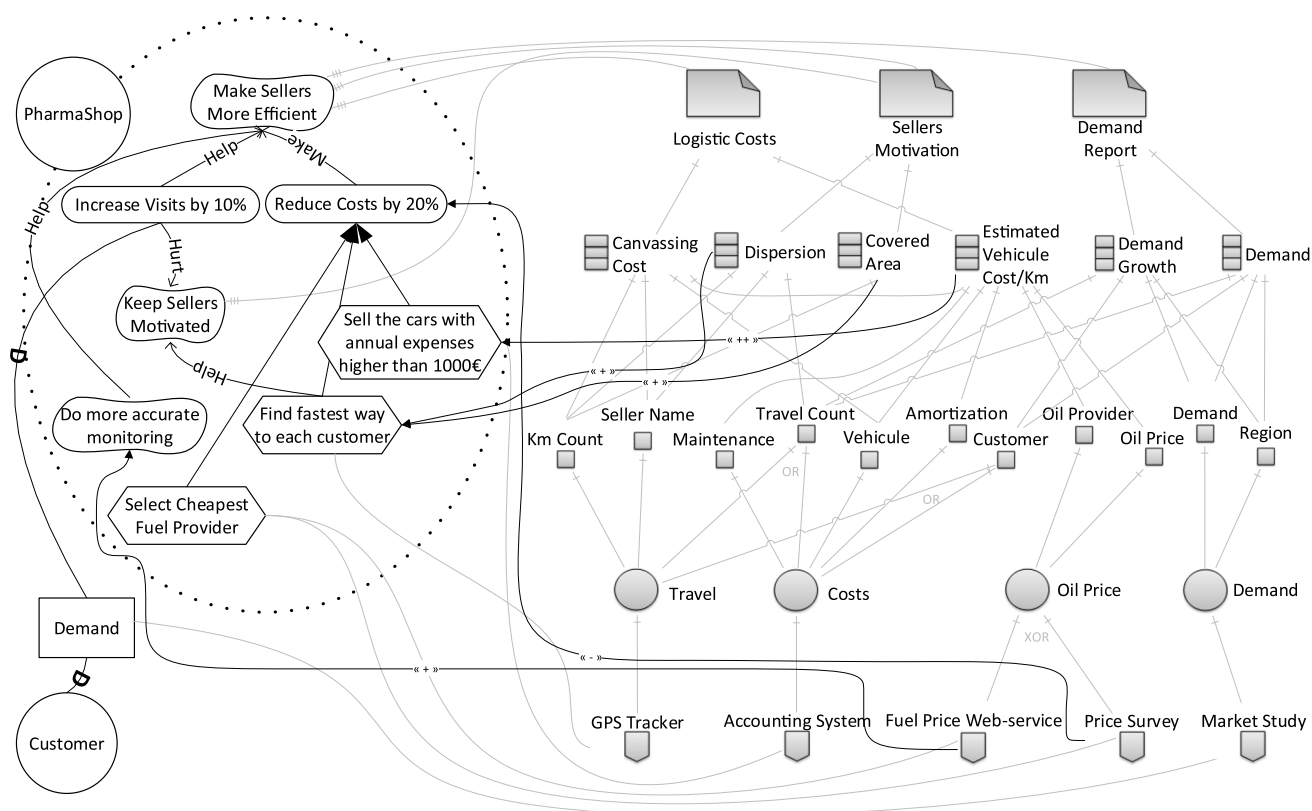 PharmaShop
Make Sellers
More Efficient
Help
Make
Increase Visits by 10%
Reduce Costs by 20%
Help
Hurt
Keep Sellers
Motivated
Sell the cars with
annual expenses
higher than 1000€
D
Help
Do more accurate
monitoring
Find fastest way
to each customer
Select Cheapest
Fuel Provider
Demand
D
Customer
Logistic Costs
Sellers
Motivation
Demand
Report
Canvassing
Cost
Dispersion
Covered
Area
Estimated
Vehicule
Cost/Km
Demand
Growth
Demand
« ++ »
« + »
« + »
Km Count
Seller Name
Maintenance
Travel Count
Vehicule
Amortization
Customer
Oil Provider
Oil Price
Demand
Region
OR
OR
Travel
Costs
Oil Price
Demand
XOR
« - »
« + »
GPS Tracker
Accounting System
Fuel Price Web-service
Price Survey
Market Study